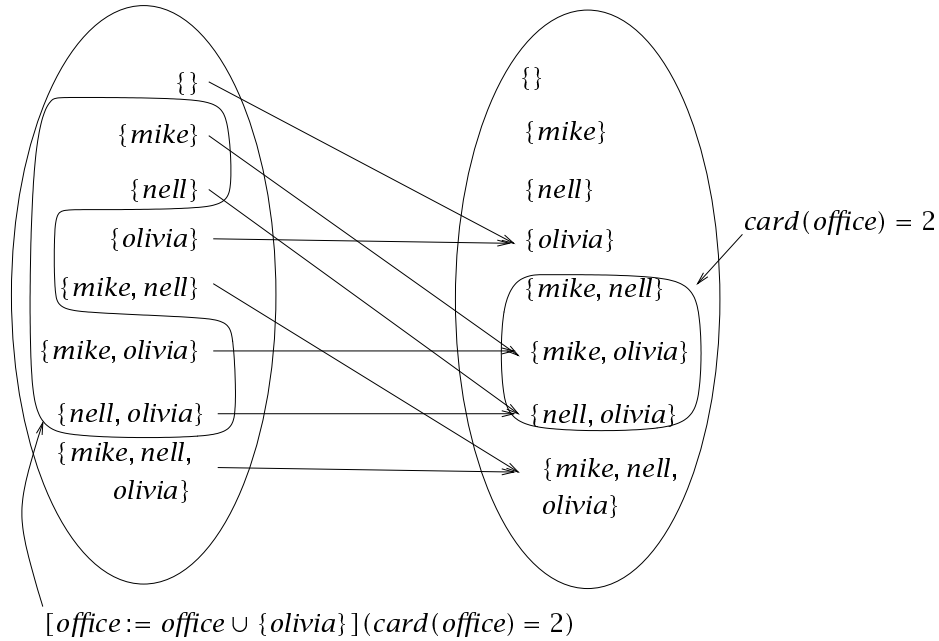 {}
{mike}
{nell}
{olivia}
{mike, nell}
{mike, olivia}
{nell, olivia}
{mike, nell,
olivia}
{}
{mike}
{nell}
{olivia}
{mike, nell}
{mike, olivia}
{nell, olivia}
{mike, nell,
olivia}
card(office) = 2
[office := office ∪ {olivia}](card(office) = 2)